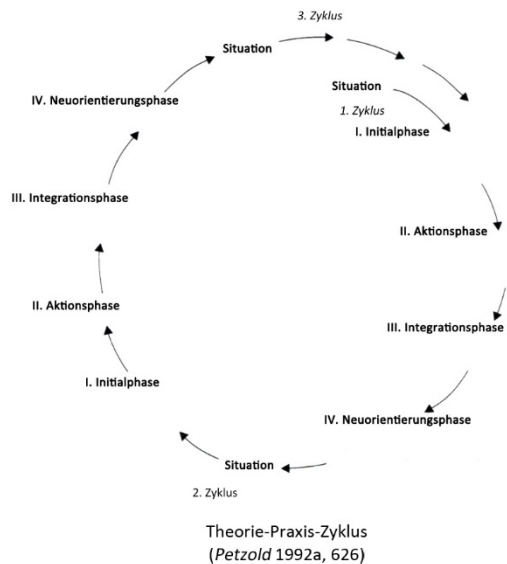 3. Zyklus
Situation
Situation
1. Zyklus
I. Initialphase
II. Aktionsphase
III. Integrationsphase
IV. Neuorientierungsphase
Situation
2. Zyklus
I. Initialphase
II. Aktionsphase
III. Integrationsphase
IV. Neuorientierungsphase
Theorie-Praxis-Zyklus
(Petzold 1992a, 626)